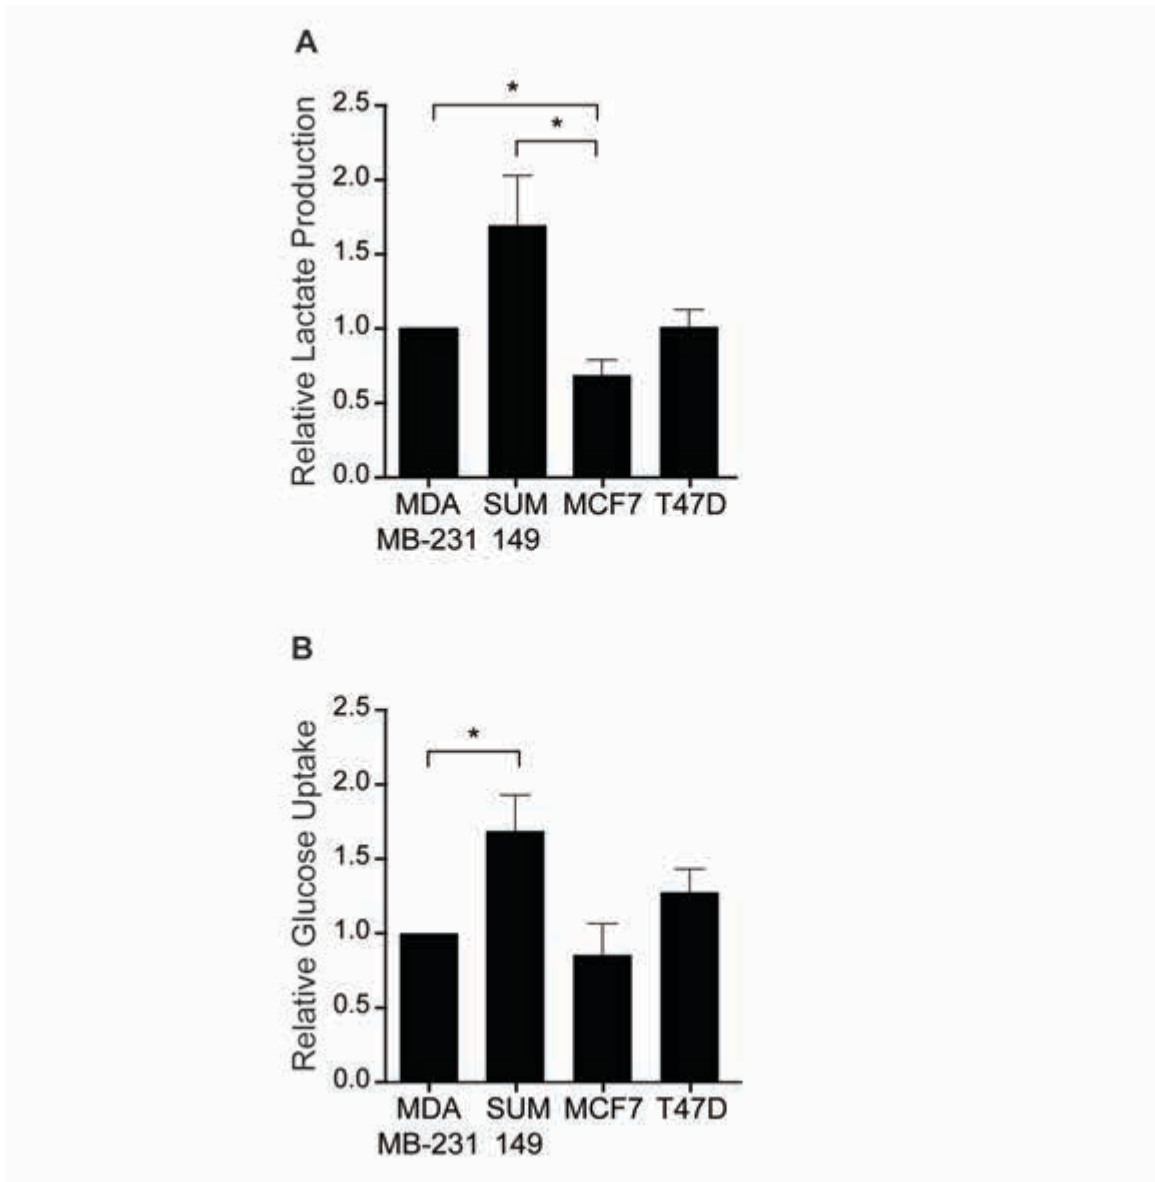 A
Relative Lactate Production
2.5
2.0
1.5
1.0
0.5
0.0
*
*
MDA SUM MCF7 T47D
MB-231 149
B
Relative Glucose Uptake
2.5
2.0
1.5
1.0
0.5
0.0
*
MDA SUM MCF7 T47D
MB-231 149